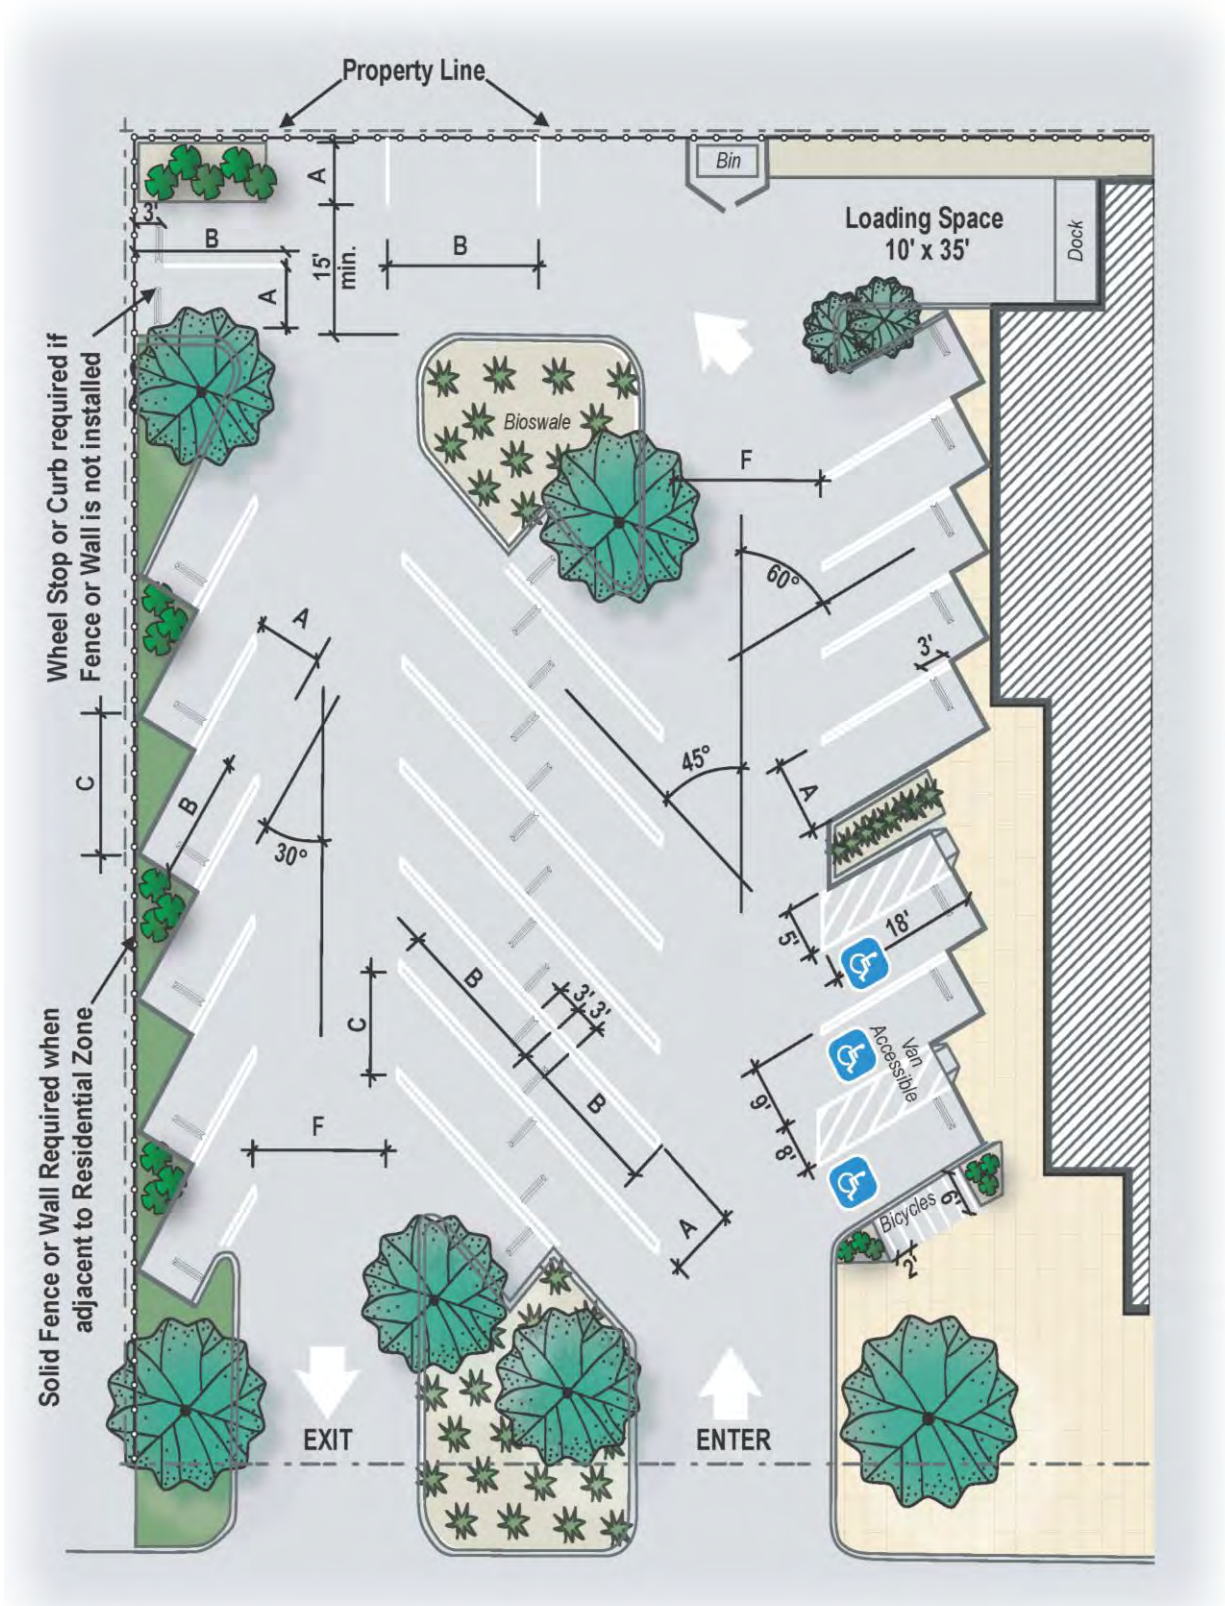 Property Line
Bin
Loading Space
10' x 35'
Dock
A
3'
B
15'
min.
A
B
Wheel Stop or Curb required if
Fence or Wall is not installed
Bioswale
F
60°
A
3'
45°
C
B
A
30°
18'
5'
Solid Fence or Wall Required when
adjacent to Residential Zone
B
3'
3'
C
Van
Accessible
9'
B
8'
F
A
Bicycles
6'
2'
EXIT
ENTER